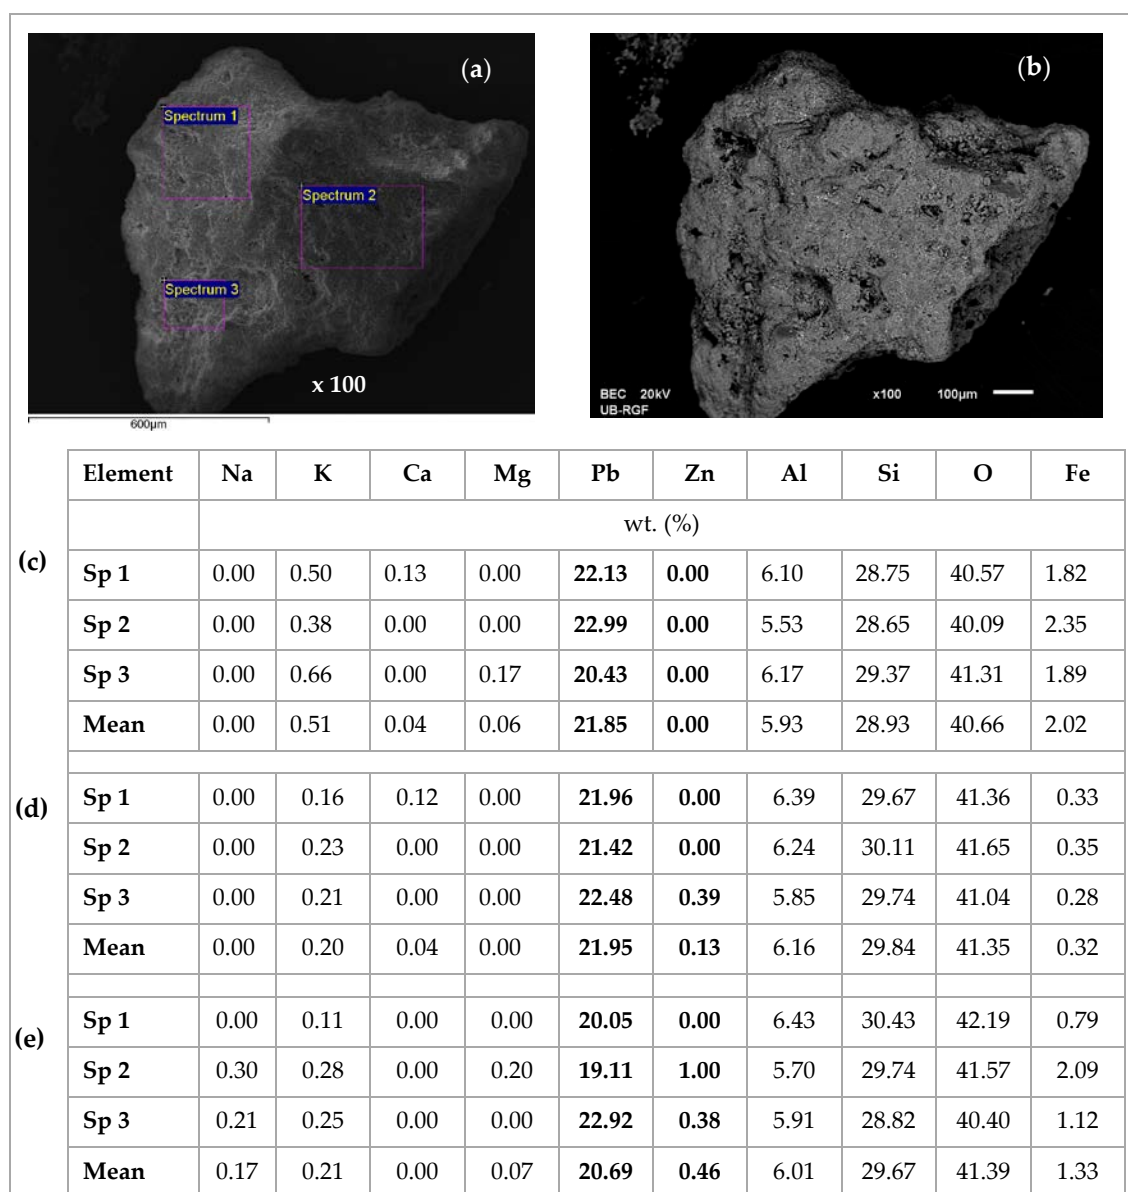 (a)
(b)
Spectrum 1
Spectrum 2
Spectrum 3
x 100
600µm
BEC 20kV x100 100µm
UB-RGF
Element Na K Ca Mg Pb Zn Al Si O Fe
wt. (%)
(c)
Sp 1 0.00 0.50 0.13 0.00 22.13 0.00 6.10 28.75 40.57 1.82
Sp 2 0.00 0.38 0.00 0.00 22.99 0.00 5.53 28.65 40.09 2.35
Sp 3 0.00 0.66 0.00 0.17 20.43 0.00 6.17 29.37 41.31 1.89
Mean 0.00 0.51 0.04 0.06 21.85 0.00 5.93 28.93 40.66 2.02
(d)
Sp 1 0.00 0.16 0.12 0.00 21.96 0.00 6.39 29.67 41.36 0.33
Sp 2 0.00 0.23 0.00 0.00 21.42 0.00 6.24 30.11 41.65 0.35
Sp 3 0.00 0.21 0.00 0.00 22.48 0.39 5.85 29.74 41.04 0.28
Mean 0.00 0.20 0.04 0.00 21.95 0.13 6.16 29.84 41.35 0.32
(e)
Sp 1 0.00 0.11 0.00 0.00 20.05 0.00 6.43 30.43 42.19 0.79
Sp 2 0.30 0.28 0.00 0.20 19.11 1.00 5.70 29.74 41.57 2.09
Sp 3 0.21 0.25 0.00 0.00 22.92 0.38 5.91 28.82 40.40 1.12
Mean 0.17 0.21 0.00 0.07 20.69 0.46 6.01 29.67 41.39 1.33